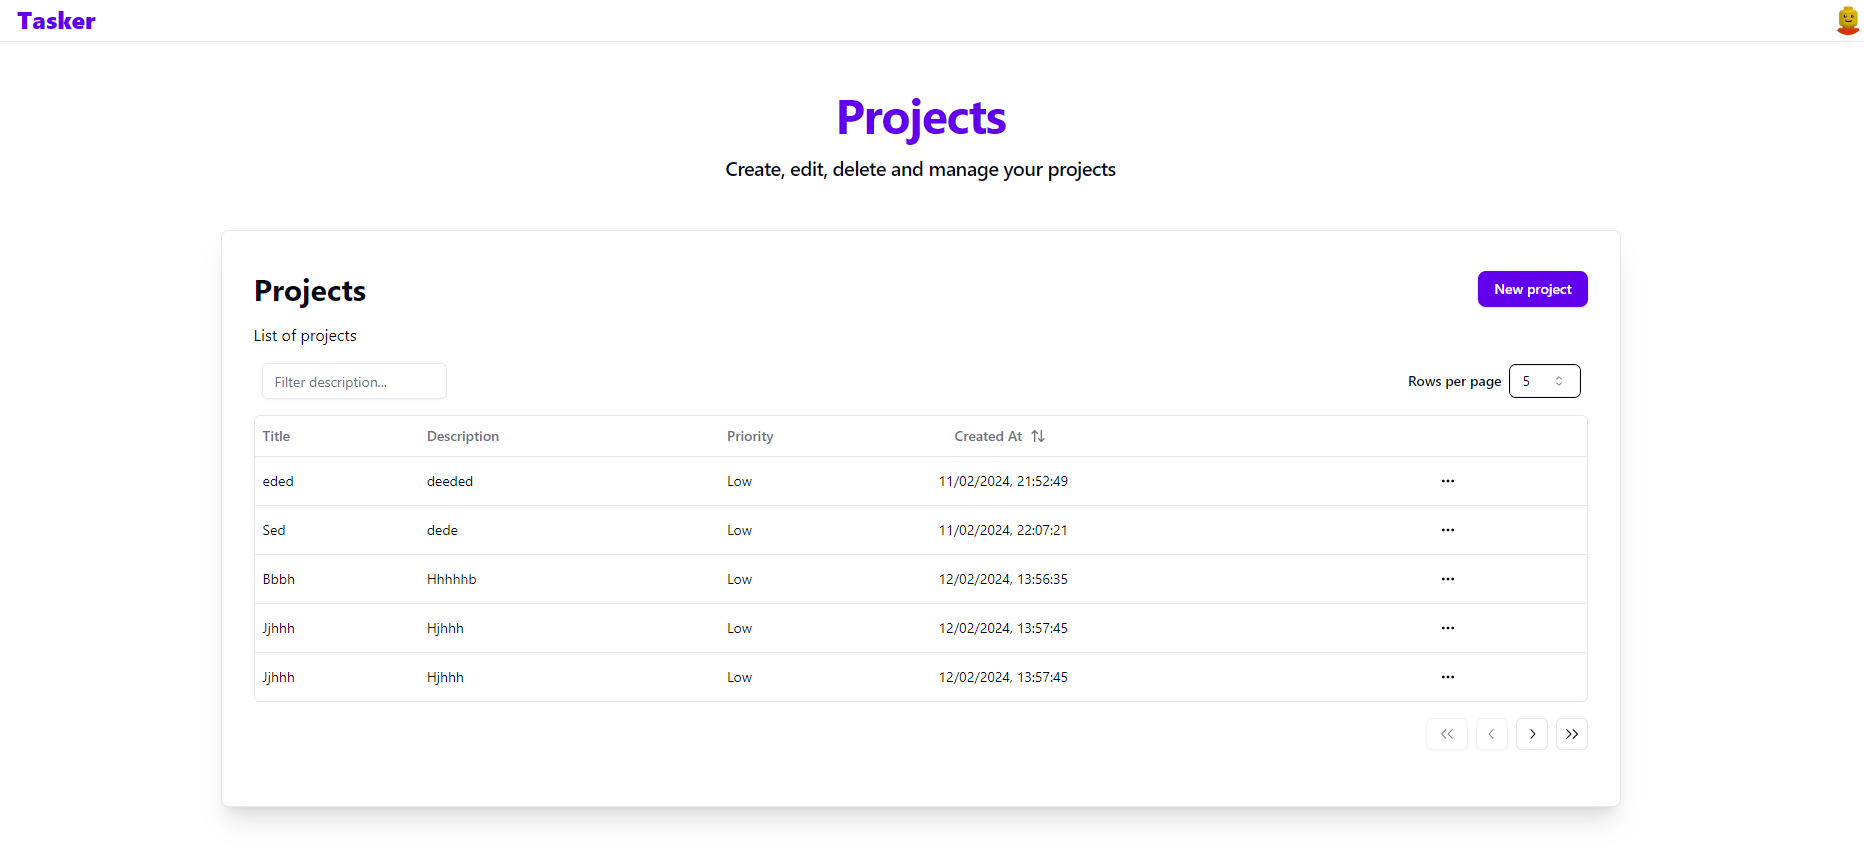 Tasker
Projects
Create, edit, delete and manage your projects
Projects
New project
List of projects
Filter description...
Rows per page 5
Title Description Priority Created At
eded deeded Low 11/02/2024, 21:52:49
Sed dede Low 11/02/2024, 22:07:21
Bbbh Hhhhhb Low 12/02/2024, 13:56:35
Jjhhh Hjhhh Low 12/02/2024, 13:57:45
Jjhhh Hjhhh Low 12/02/2024, 13:57:45